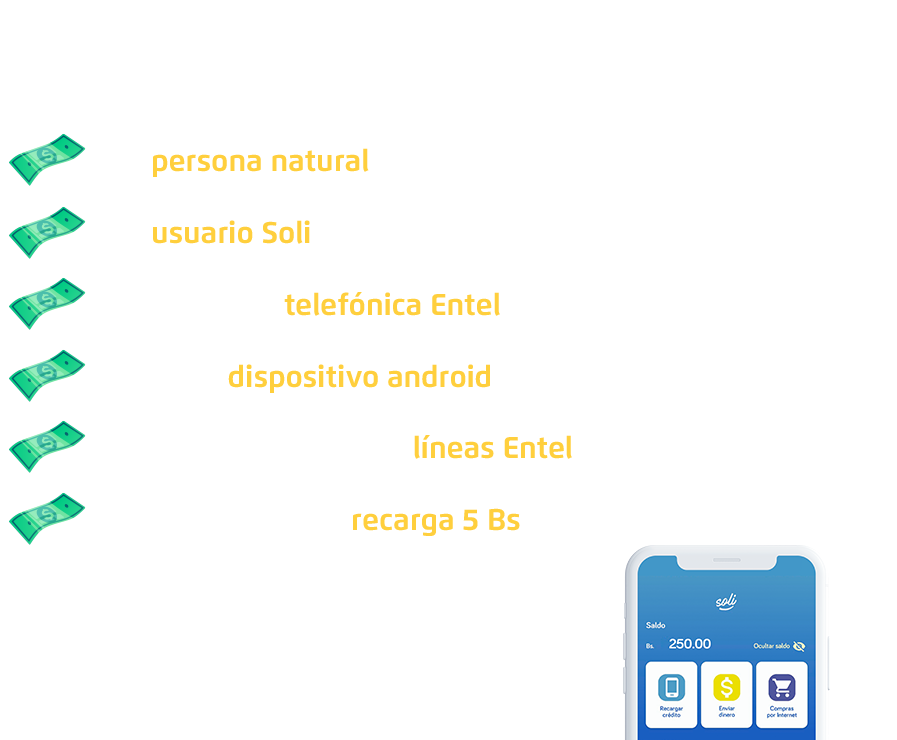 persona natural
usuario Soli
telefónica Entel
dispositivo android
líneas Entel
recarga 5 Bs
soli
Saldo
Bs. 250.00 Ocultar saldo
Recargar crédito
Enviar dinero
Compras por Internet